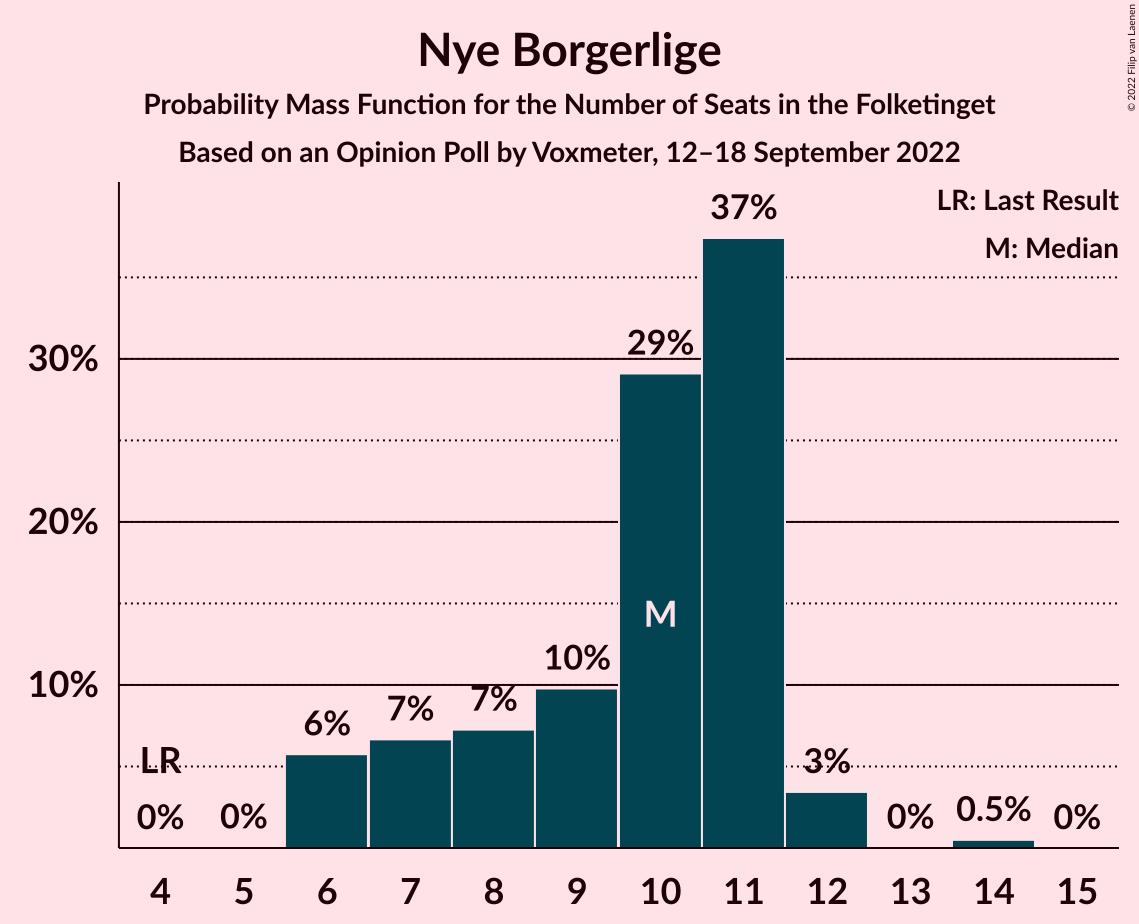 Nye Borgerlige
Probability Mass Function for the Number of Seats in the Folketinget
Based on an Opinion Poll by Voxmeter, 12–18 September 2022
© 2022 Filip van Laenen
LR: Last Result
M: Median
37%
30%
29%
20%
M
10%
10%
7%
7%
6%
LR
3%
0%
0%
0%
0.5%
0%
4 5 6 7 8 9 10 11 12 13 14 15